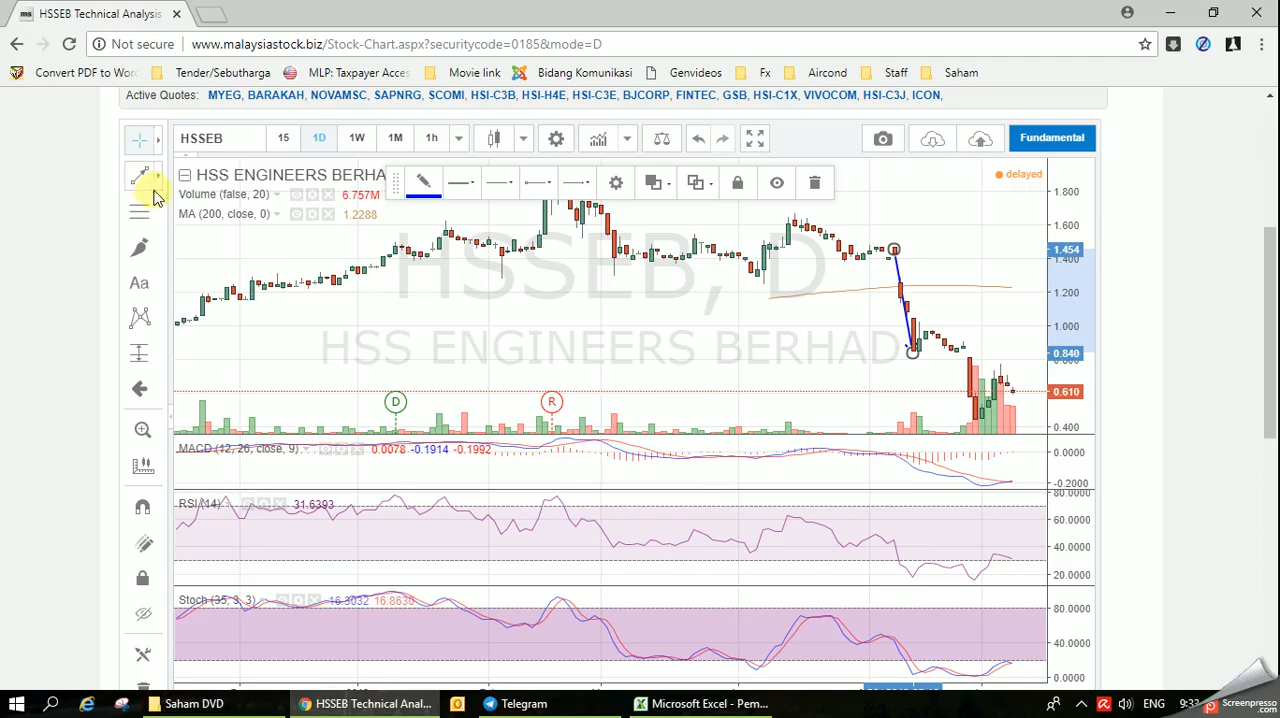 HSSEB Technical Analysis
Not secure www.malaysiastock.biz/Stock-Chart.aspx?securitycode=0185&mode=D
Convert PDF to Wor Tender/Sebutharga MLP: Taxpayer Acces Movie link Bidang Komunikasi Genvideos Fx Aircond Staff Saham
Active Quotes: MYEG, BARAKAH, NOVAMSC, SAPNRG, SCOMI, HSI-C3B, HSI-H4E, HSI-C3E, BJCORP, FINTEC, GSB, HSI-C1X, VIVOCOM, HSI-C3J, ICON,
HSSEB 15 1D 1W 1M 1h Fundamental
HSS ENGINEERS BERHA
delayed
Volume (false, 20) 6.757M
1.800
MA (200, close, 0) 1.2288
1.600
Aa
1.454
1.400
HSSEB, D
1.200
1.000
HSS ENGINEERS BERHAD
0.840
0.610
D R
0.400
MACD (12, 26, close, 9) 0.0078 -0.1914 -0.1992
0.0000
-0.2000
80.0000
RSI (14) 31.6393
60.0000
40.0000
20.0000
Stoch (35, 3, 3) 16.3032 16.8630
80.0000
40.0000
0.0000
Saham DVD HSSEB Technical Anal... Telegram Microsoft Excel - Pem... ENG 9:33
Screenpresso
.com